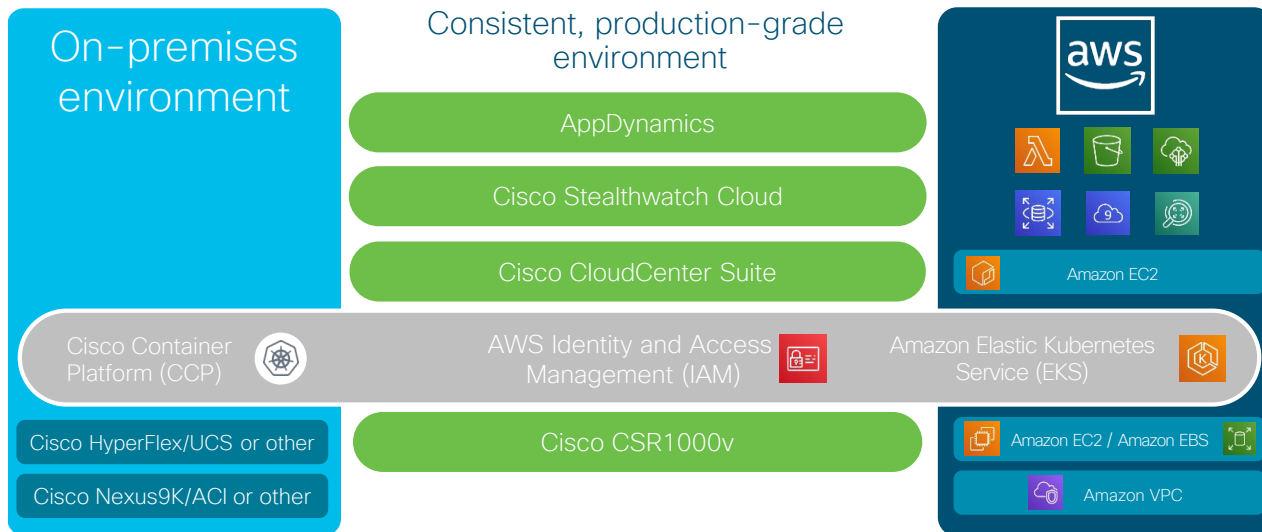 On-premises
environment
Consistent, production-grade
environment
aws
AppDynamics
Cisco Stealthwatch Cloud
9
Cisco CloudCenter Suite
Amazon EC2
Cisco Container
Platform (CCP)
AWS Identity and Access
Management (IAM)
Amazon Elastic Kubernetes
Service (EKS)
K
Cisco HyperFlex/UCS or other
Cisco CSR1000v
Amazon EC2 / Amazon EBS
Cisco Nexus9K/ACI or other
Amazon VPC